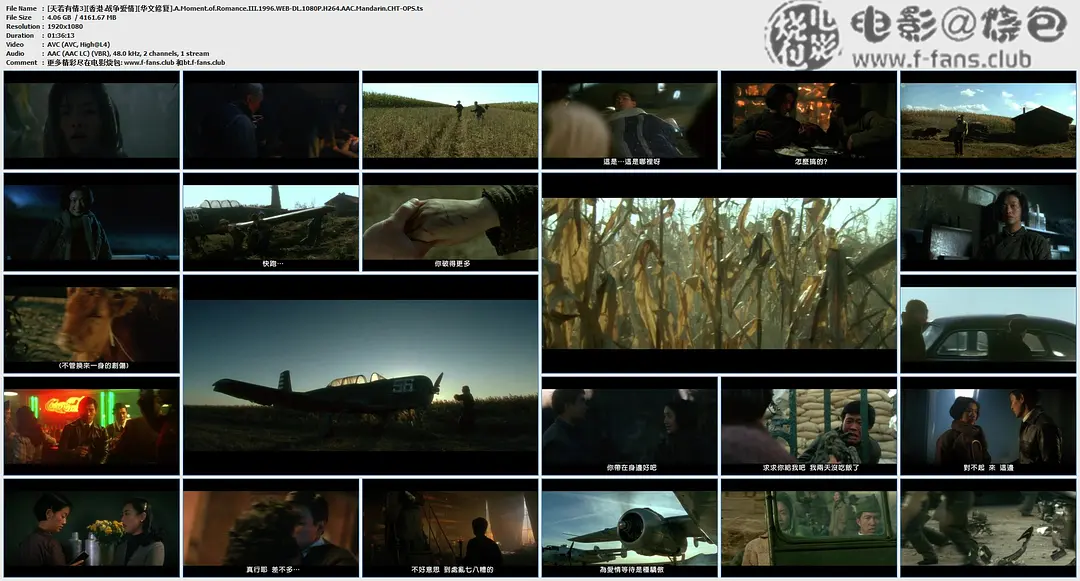 File Name : [天若有情3][香港.战争爱情][华文修复].A.Moment.of.Romance.III.1996.WEB-DL.1080P.H264.AAC.Mandarin.CHT-OPS.ts
File Size : 4.06 GB / 4161.67 MB
Resolution : 1920x1080
Duration : 01:36:13
Video : AVC (AVC, High@L4)
Audio : AAC (AAC LC) (VBR), 48.0 kHz, 2 channels, 1 stream
Comment : 更多精彩尽在电影烧包: www.f-fans.club 和bt.f-fans.club
电影@烧包
www.f-fans.club
這是…這是哪裡呀
怎麼搞的?
98
快跑…
你破得更多
(不管換來一身的創傷)
98
Coca-Cola
你帶在身邊好吧
求求你給我吧 我兩天沒吃飯了
對不起 來 這邊
真行耶 差不多…
不好意思 到處亂七八糟的
為愛情等待是種驕傲